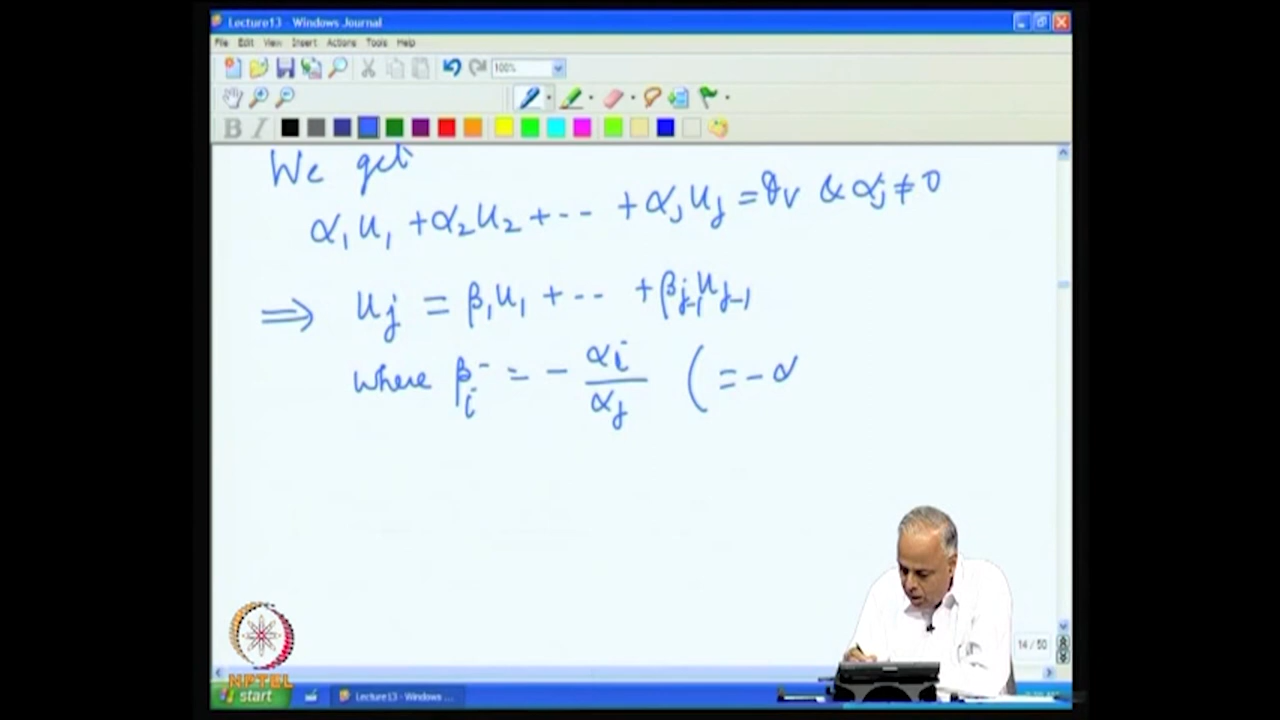 Lecture13 - Windows Journal
File Edit View Insert Actions Tools Help
100%
B I
We get
α₁u₁ + α₂u₂ + -- + αⱼuⱼ = θᵥ & αⱼ ≠ 0
⟹ uⱼ = β₁u₁ + -- + βⱼ₋₁uⱼ₋₁
where βᵢ = - αᵢ/αⱼ ( = - α
14 / 50
NPTEL
start Lecture13 - Windows ...